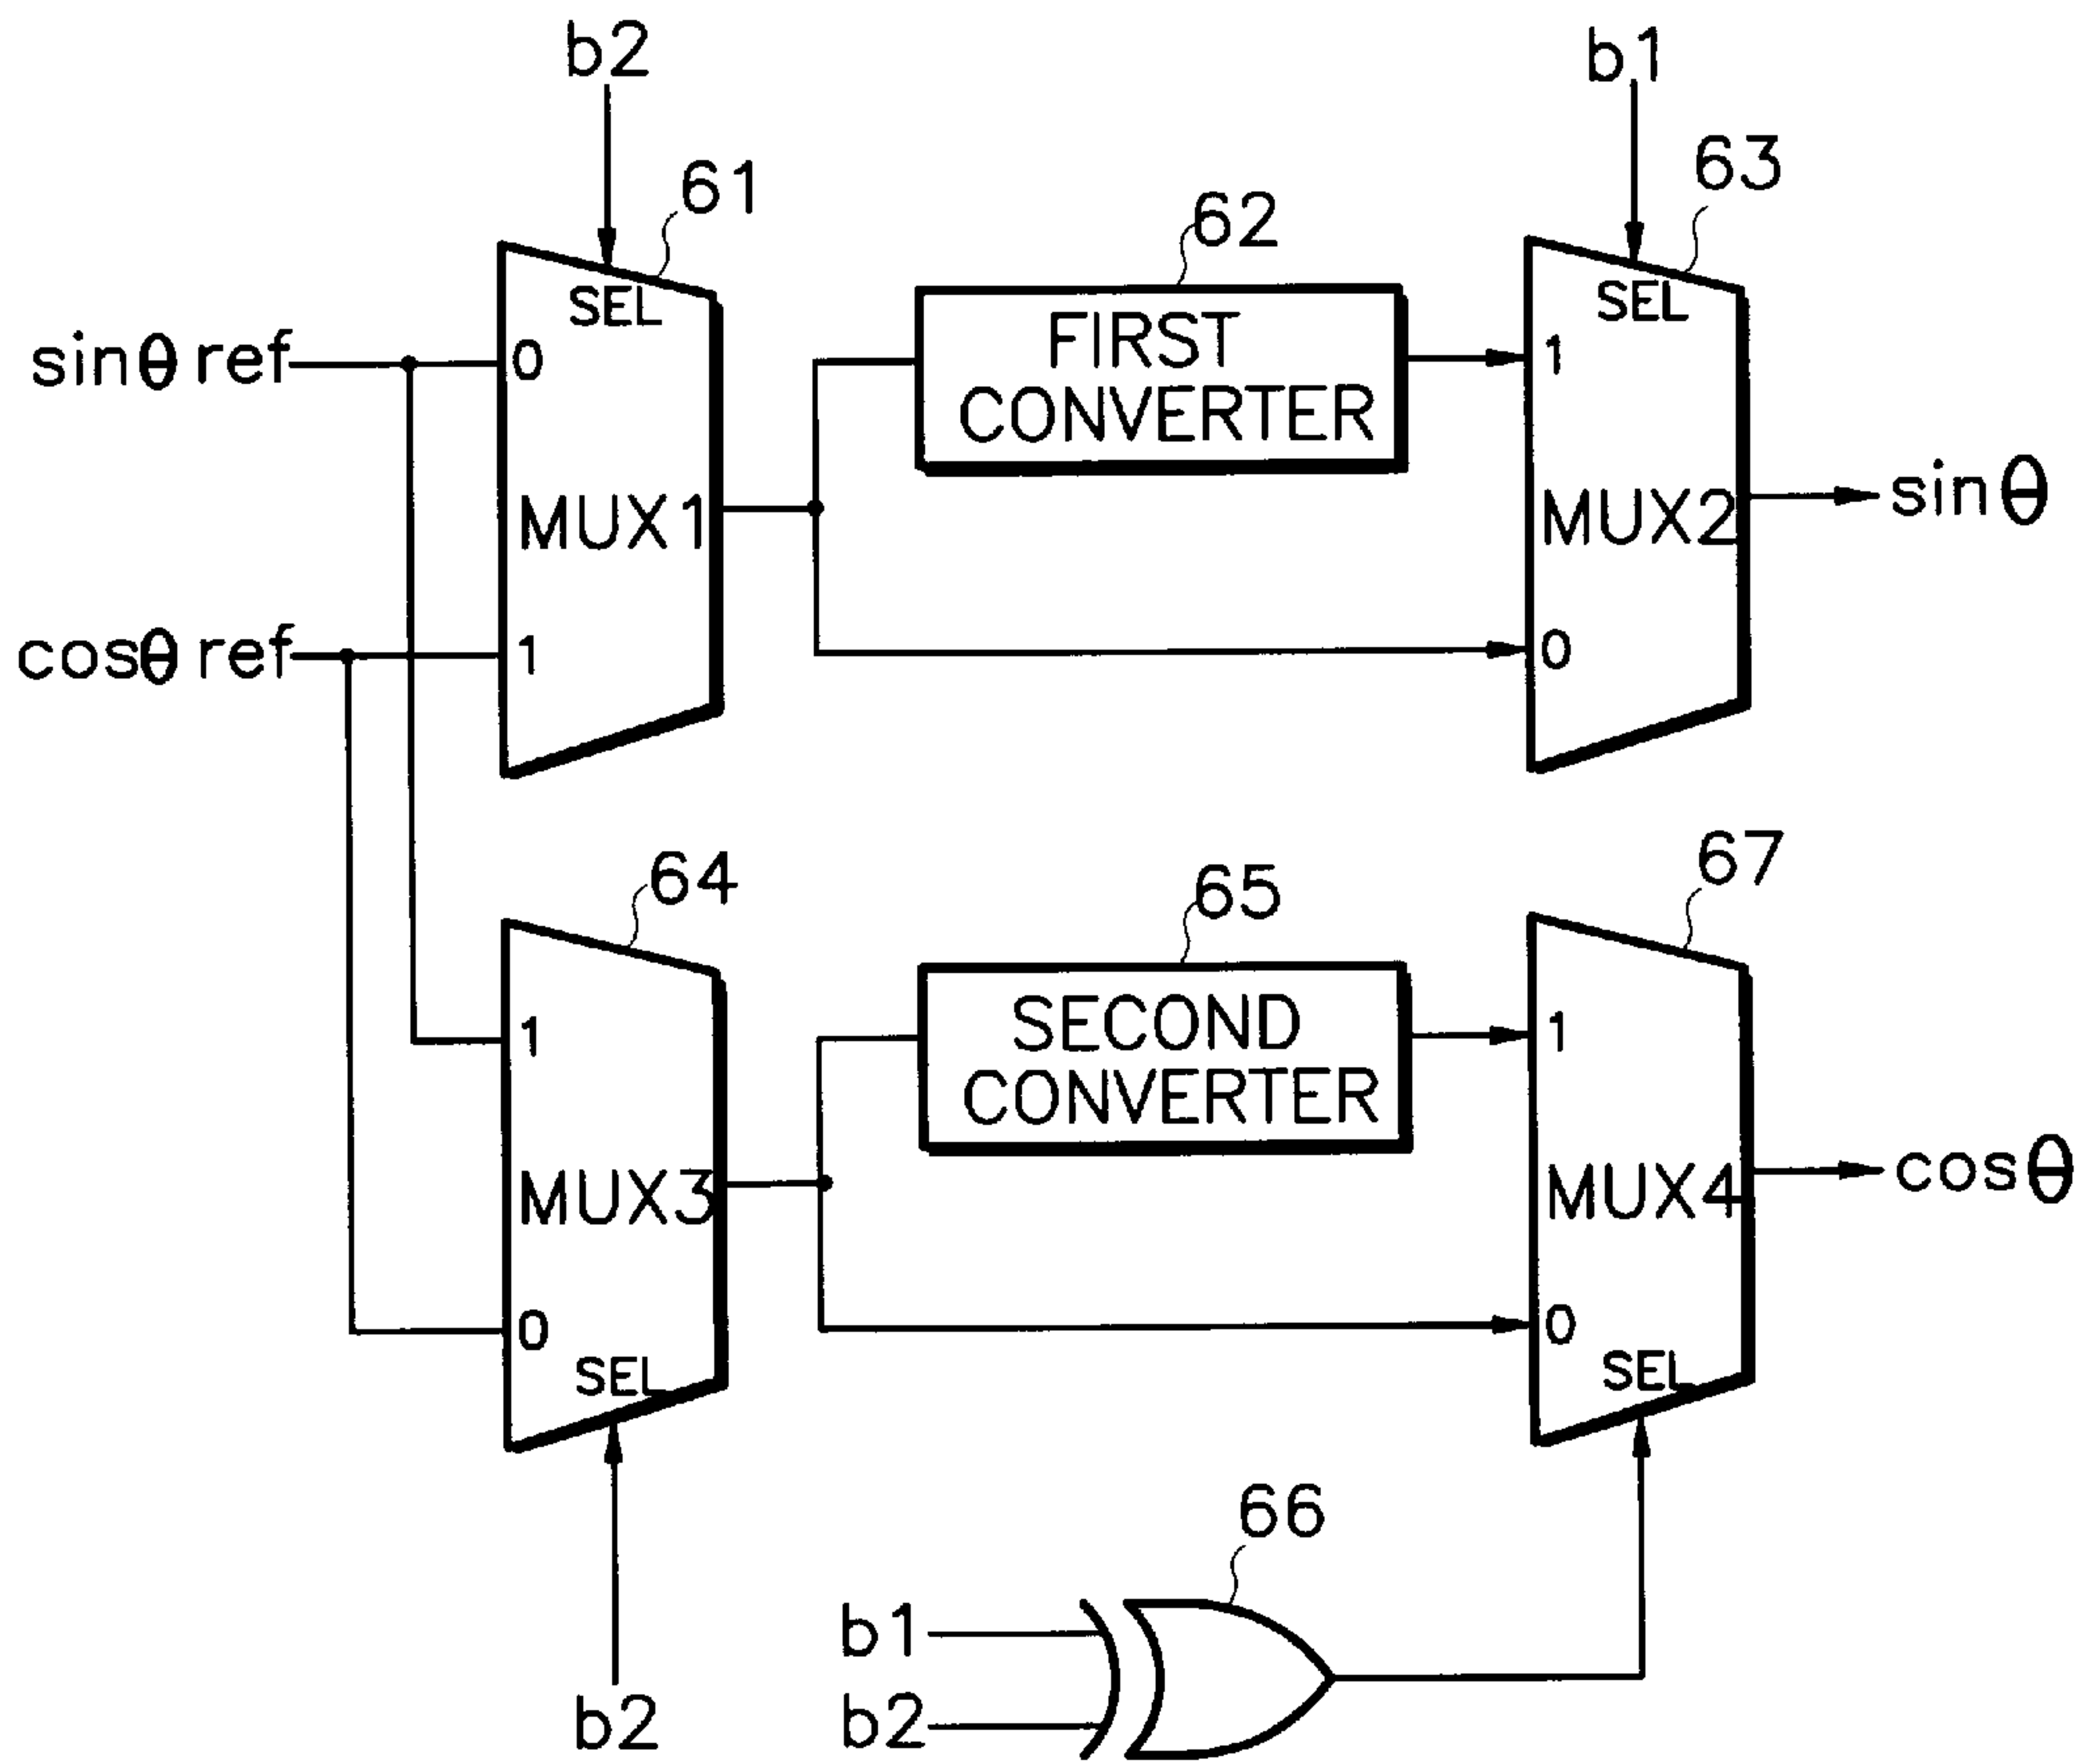 b2
b1
61
62
63
SEL
SEL
sinθ ref
0
FIRST
CONVERTER
1
MUX1
MUX2
sinθ
cosθ ref
1
0
64
65
67
1
SECOND
CONVERTER
1
MUX3
MUX4
cosθ
0
0
SEL
SEL
66
b1
b2
b2